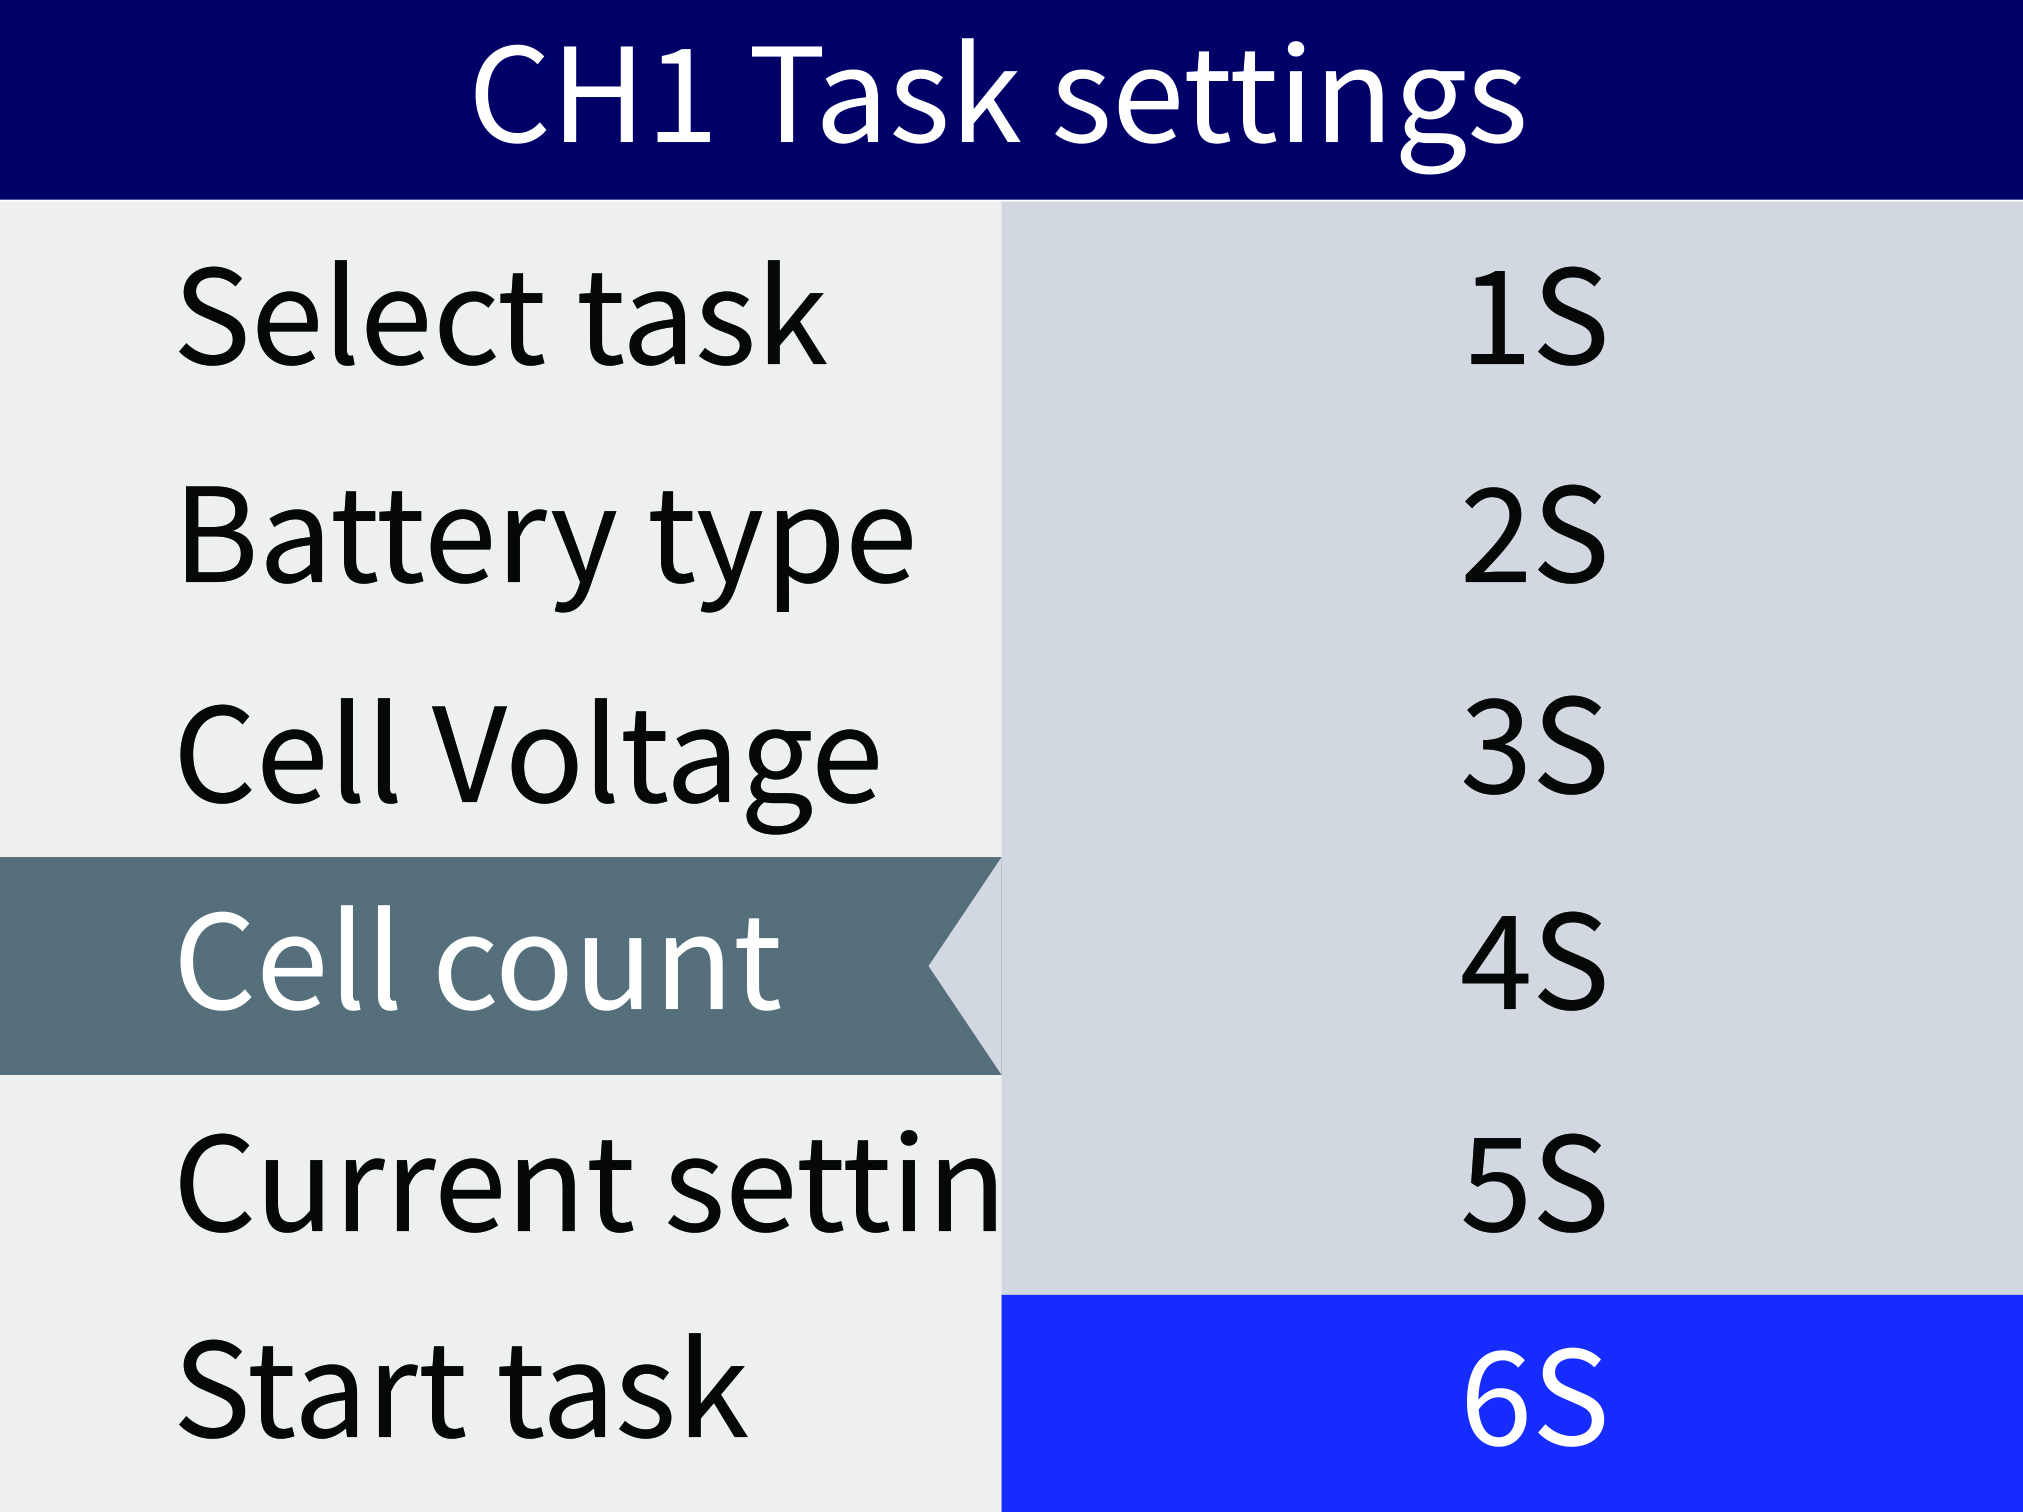 CH1 Task settings
Select task
1S
Battery type
2S
Cell Voltage
3S
Cell count
4S
Current settin
5S
Start task
6S